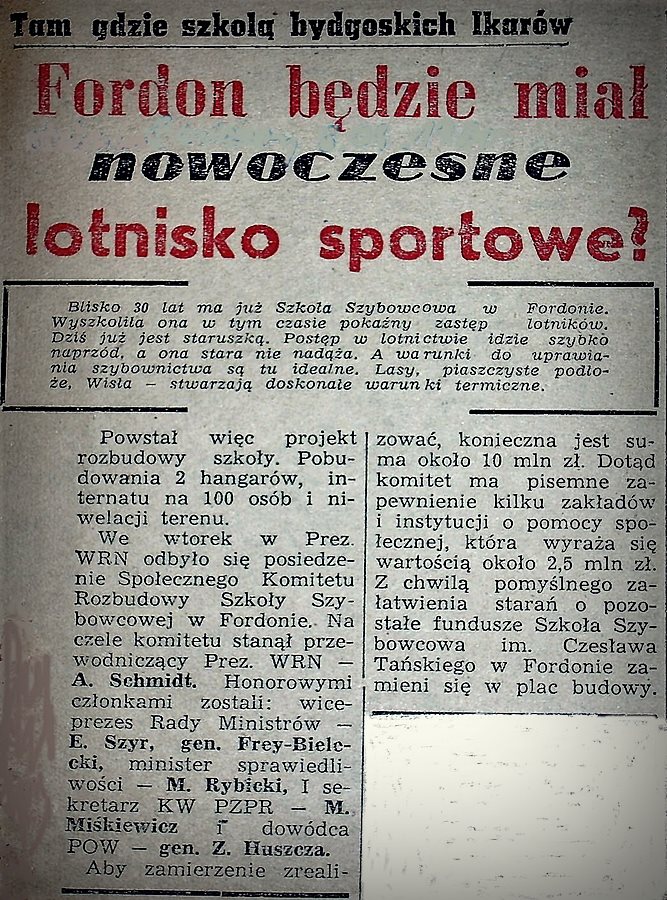 Tam gdzie szkolą bydgoskich Ikarów
Fordon będzie miał
nowoczesne
lotnisko sportowe?
Blisko 30 lat ma już Szkoła Szybowcowa w Fordonie.
Wyszkoliła ona w tym czasie pokaźny zastęp lotników.
Dziś już jest staruszką. Postęp w lotnictwie idzie szybko
naprzód, a ona stara nie nadąża. A warunki do uprawia-
nia szybownictwa są tu idealne. Lasy, piaszczyste podło-
że, Wisła — stwarzają doskonałe warunki termiczne.
Powstał więc projekt
rozbudowy szkoły. Pobu-
dowania 2 hangarów, in-
ternatu na 100 osób i ni-
welacji terenu.
We wtorek w Prez.
WRN odbyło się posiedze-
nie Społecznego Komitetu
Rozbudowy Szkoły Szy-
bowcowej w Fordonie. Na
czele komitetu stanął prze-
wodniczący Prez. WRN —
A. Schmidt. Honorowymi
członkami zostali: wice-
prezes Rady Ministrów —
E. Szyr, gen. Frey-Biele-
cki, minister sprawiedli-
wości — M. Rybicki, I se-
kretarz KW PZPR — M.
Miśkiewicz i dowódca
POW — gen. Z. Huszcza.
Aby zamierzenie zreali-
zować, konieczna jest su-
ma około 10 mln zł. Dotąd
komitet ma pisemne za-
pewnienie kilku zakładów
i instytucji o pomocy spo-
łecznej, która wyraża się
wartością około 2,5 mln zł.
Z chwilą pomyślnego za-
łatwienia starań o pozo-
stałe fundusze Szkoła Szy-
bowcowa im. Czesława
Tańskiego w Fordonie za-
mieni się w plac budowy.